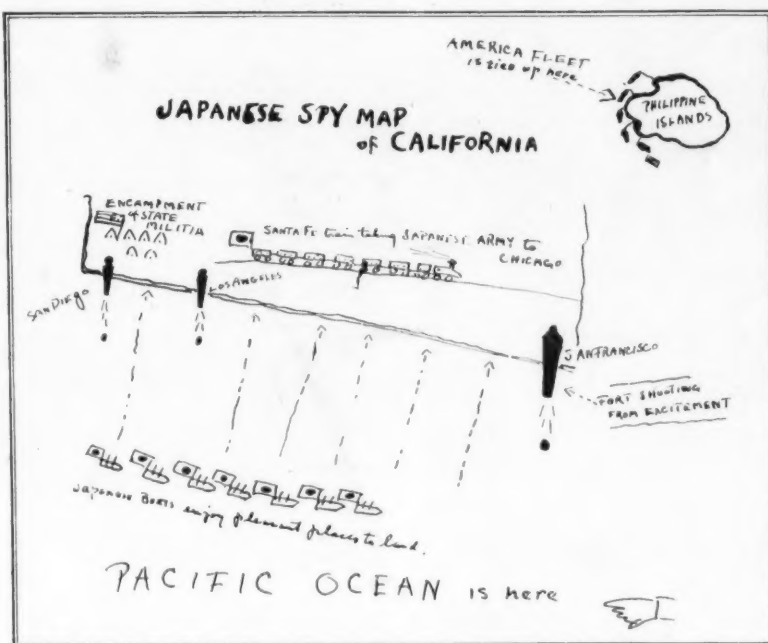 AMERICA FLEET
is tied up here
PHILIPPINE
ISLANDS
JAPANESE SPY MAP
of CALIFORNIA
ENCAMPMENT
of STATE
MILITIA
SANTA FE train taking JAPANESE ARMY to
CHICAGO
SAN DIEGO
LOS ANGELES
SAN FRANCISCO
FORT SHOOTING
FROM EXCITEMENT
Japanese Boats enjoy pleasant places to land.
PACIFIC OCEAN is here